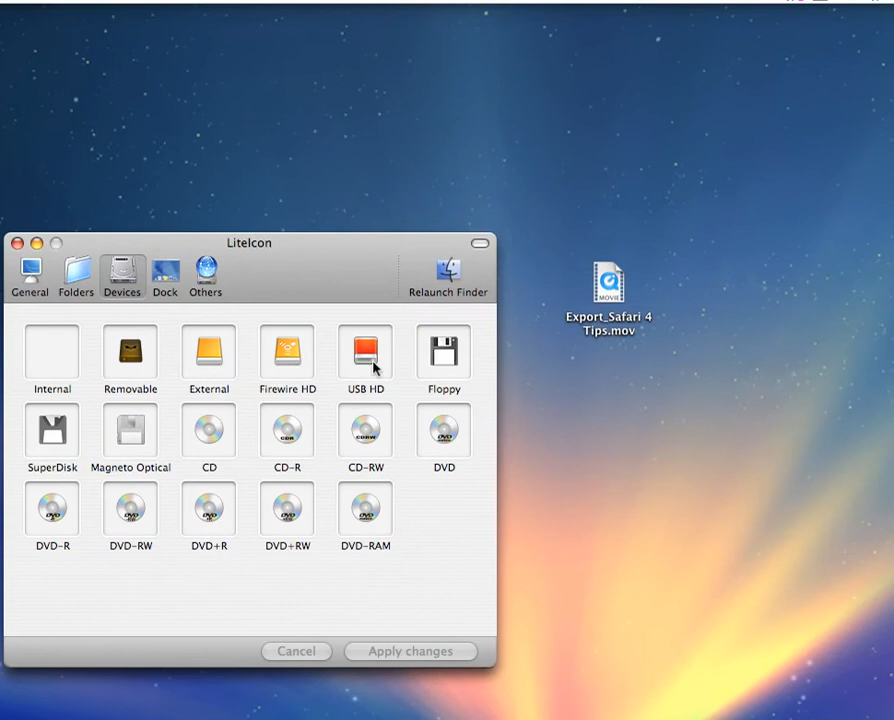 LiteIcon
General Folders Devices Dock Others Relaunch Finder
Internal Removable External Firewire HD USB HD Floppy
SuperDisk Magneto Optical CD CD-R CD-RW DVD
DVD-R DVD-RW DVD+R DVD+RW DVD-RAM
Cancel Apply changes
MOVIE
Export_Safari 4
Tips.mov